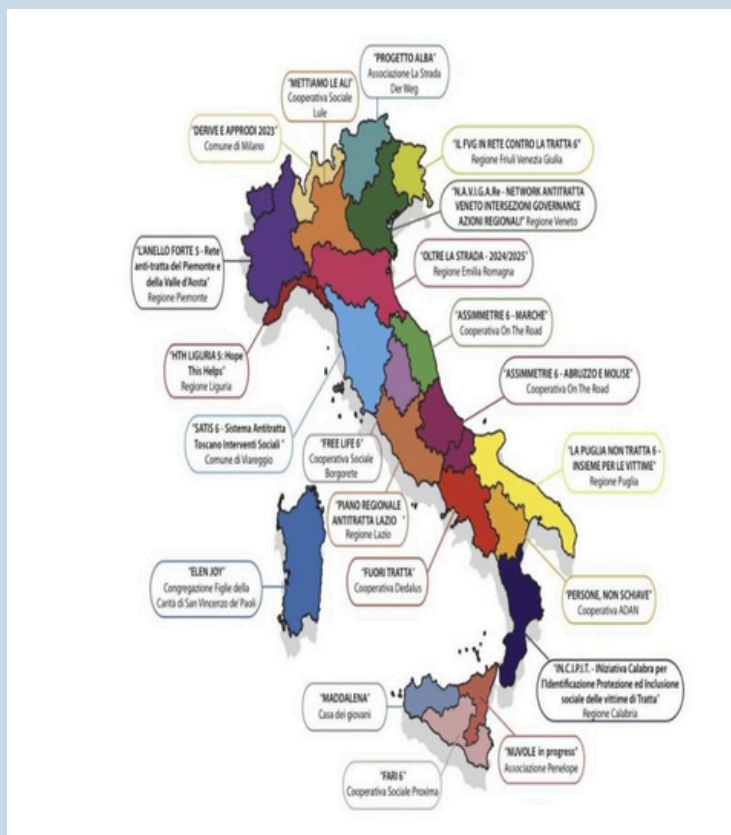 "PROGETTO ALBA"
Associazione La Strada
Der Weg
"METTIAMO LE ALI"
Cooperativa Sociale
Lule
"DERIVE E APPRODI 2023"
Comune di Milano
"IL FVG IN RETE CONTRO LA TRATTA 6"
Regione Friuli Venezia Giulia
"N.A.V.I.G.A.Re - NETWORK ANTITRATTA
VENETO INTERSEZIONI GOVERNANCE
AZIONI REGIONALI" Regione Veneto
"L'ANELLO FORTE 5 - Rete
anti-tratta del Piemonte e
della Valle d'Aosta"
Regione Piemonte
"OLTRE LA STRADA - 2024/2025"
Regione Emilia Romagna
"ASSIMMETRIE 6 - MARCHE"
Cooperativa On The Road
"HTH LIGURIA 5: Hope
This Helps"
Regione Liguria
"ASSIMMETRIE 6 - ABRUZZO E MOLISE"
Cooperativa On The Road
"SATIS 6 - Sistema Antitratta
Toscano Interventi Sociali "
Comune di Viareggio
"FREE LIFE 6"
Cooperativa Sociale
Borgorete
"LA PUGLIA NON TRATTA 6 -
INSIEME PER LE VITTIME"
Regione Puglia
"PIANO REGIONALE
ANTITRATTA LAZIO "
Regione Lazio
"ELEN JOY"
Congregazione Figlie della
Carità di San Vincenzo de' Paoli
"FUORI TRATTA"
Cooperativa Dedalus
"PERSONE, NON SCHIAVE"
Cooperativa ADAN
"IN.C.I.P.I.T. - INiziativa Calabra per
l'Identificazione Protezione ed Inclusione
sociale delle vittime di Tratta"
Regione Calabria
"MADDALENA"
Casa dei giovani
"NUVOLE in progress"
Associazione Penelope
"FARI 6"
Cooperativa Sociale Proxima